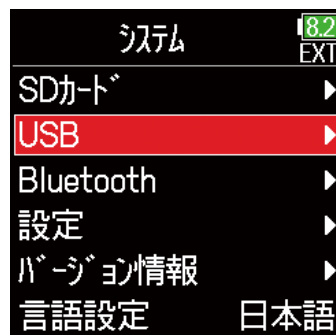 システム 8.2
EXT
SDカード
USB
Bluetooth
設定
バージョン情報
言語設定 日本語